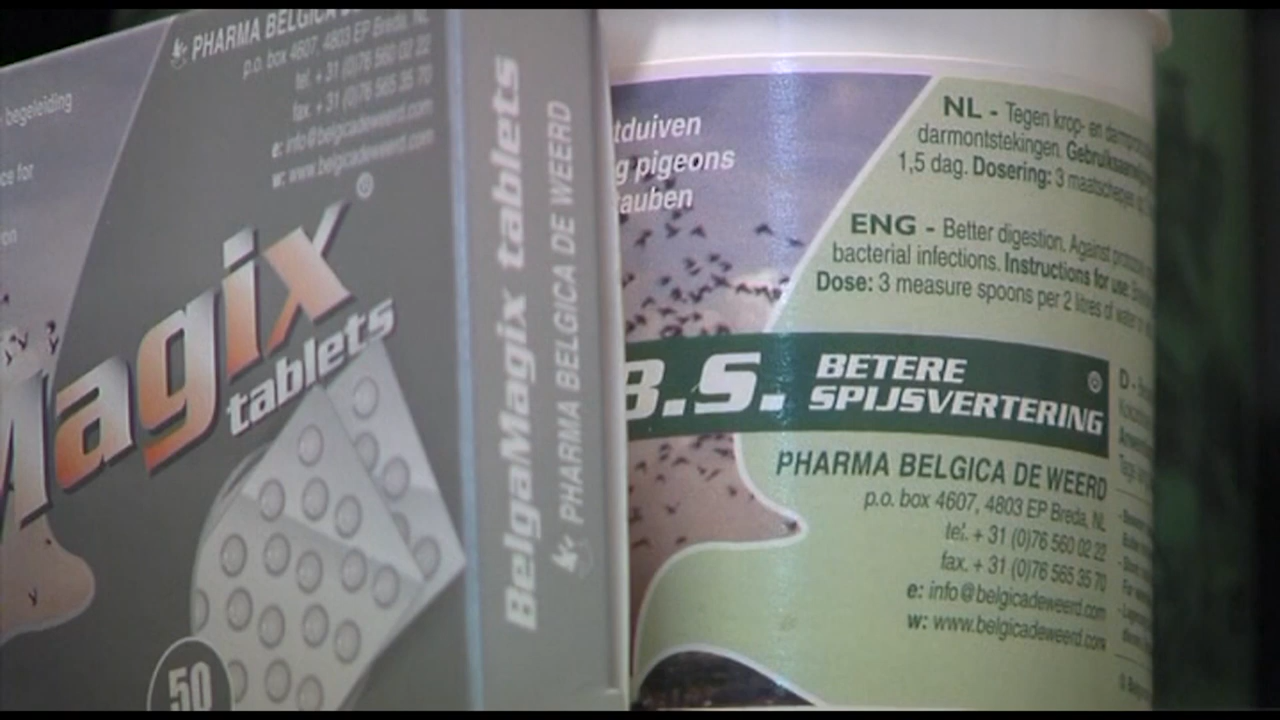 PHARMA BELGICA
p.o. box 4607, 4803 EP Breda, NL
tel. + 31 (0)76 560 02 22
fax. + 31 (0)76 565 35 70
e: info@belgicadeweerd.com
w: www.belgicadeweerd.com
begeleiding
ce for
Magix®
tablets
50
BelgaMagix tablets
PHARMA BELGICA DE WEERD
tduiven
g pigeons
auben
NL - Tegen krop- en
darmontstekingen.
1,5 dag. Dosering: 3
ENG - Better digestion. Against
bacterial infections. Instructions for use:
Dose: 3 measure spoons per 2 litres of water
B.S. BETERE
SPIJSVERTERING®
PHARMA BELGICA DE WEERD
p.o. box 4607, 4803 EP Breda, NL
tel. + 31 (0)76 560 02 22
fax. + 31 (0)76 565 35 70
e: info@belgicadeweerd.com
w: www.belgicadeweerd.com
D -